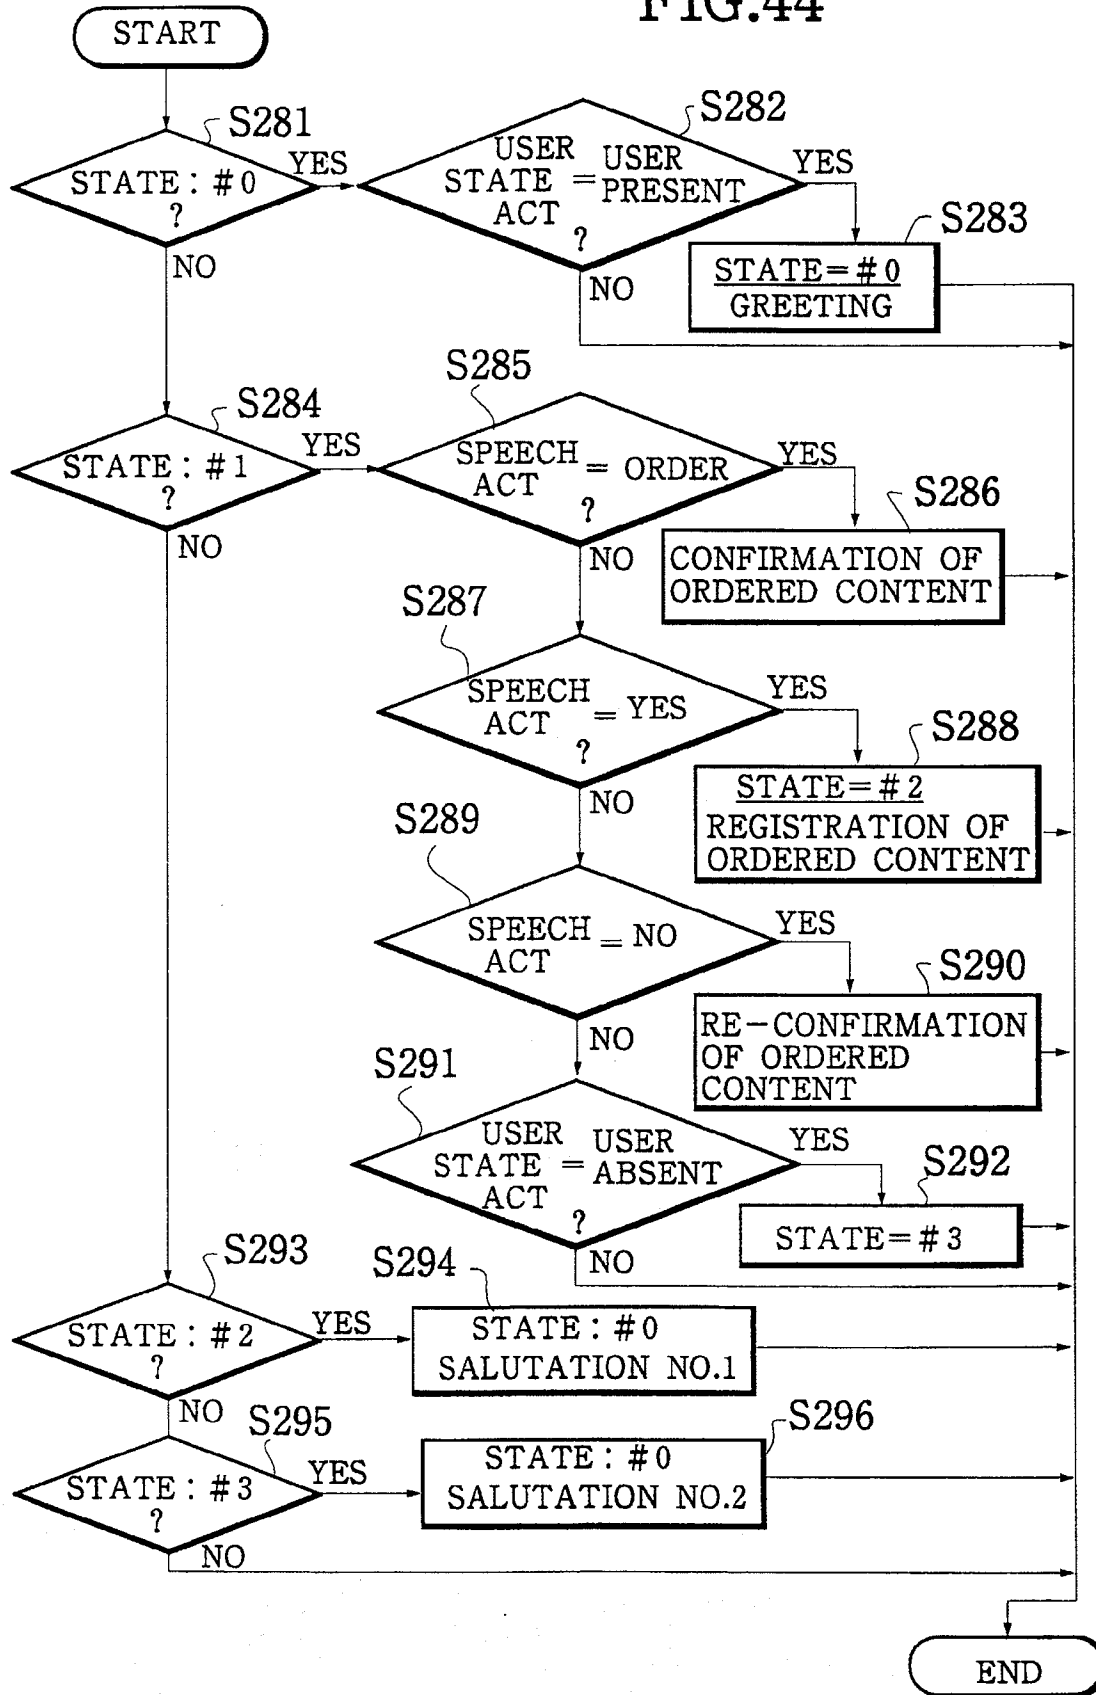 FIG.44
START
S281
STATE : #0
?
YES
NO
S282
USER STATE ACT = USER PRESENT
?
YES
NO
S283
STATE=#0
GREETING
S284
STATE : #1
?
YES
NO
S285
SPEECH ACT = ORDER
?
YES
NO
S286
CONFIRMATION OF
ORDERED CONTENT
S287
SPEECH ACT = YES
?
YES
NO
S288
STATE=#2
REGISTRATION OF
ORDERED CONTENT
S289
SPEECH ACT = NO
YES
NO
S290
RE-CONFIRMATION
OF ORDERED
CONTENT
S291
USER STATE ACT = USER ABSENT
?
YES
NO
S292
STATE=#3
S293
STATE : #2
?
YES
NO
S294
STATE : #0
SALUTATION NO.1
S295
STATE : #3
?
YES
NO
S296
STATE : #0
SALUTATION NO.2
END